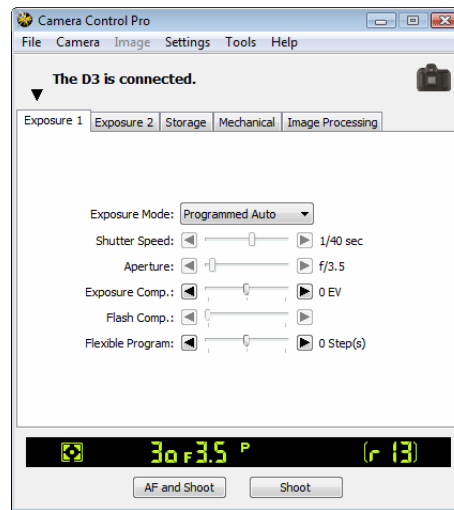 Camera Control Pro
File Camera Image Settings Tools Help
The D3 is connected.
Exposure 1 Exposure 2 Storage Mechanical Image Processing
Exposure Mode: Programmed Auto
Shutter Speed: 1/40 sec
Aperture: f/3.5
Exposure Comp.: 0 EV
Flash Comp.:
Flexible Program: 0 Step(s)
30 F3.5 P (r 13)
AF and Shoot Shoot